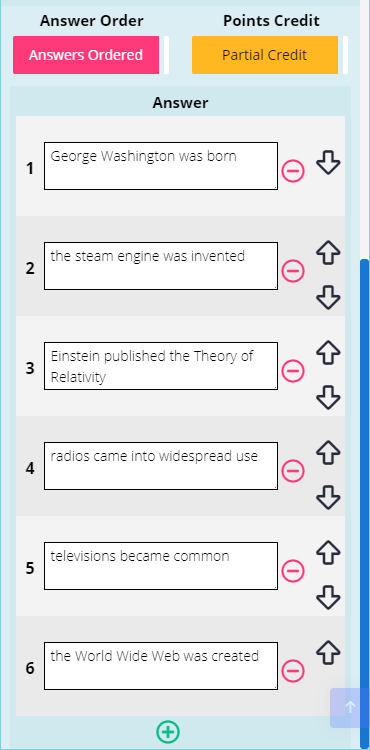 Answer Order Points Credit
Answers Ordered Partial Credit
Answer
1 George Washington was born
2 the steam engine was invented
3 Einstein published the Theory of
Relativity
4 radios came into widespread use
5 televisions became common
6 the World Wide Web was created